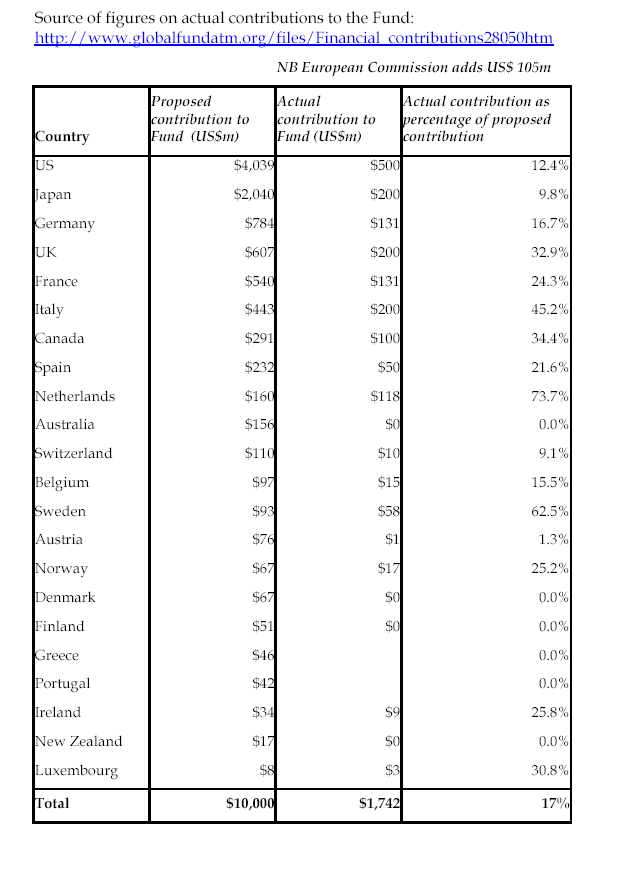 Source of figures on actual contributions to the Fund:
http://www.globalfundatm.org/files/Financial_contributions28050htm
NB European Commission adds US$ 105m
Country | Proposed contribution to Fund (US$m) | Actual contribution to Fund (US$m) | Actual contribution as percentage of proposed contribution
US $4,039 $500 12.4%
Japan $2,040 $200 9.8%
Germany $784 $131 16.7%
UK $607 $200 32.9%
France $540 $131 24.3%
Italy $443 $200 45.2%
Canada $291 $100 34.4%
Spain $232 $50 21.6%
Netherlands $160 $118 73.7%
Australia $156 $0 0.0%
Switzerland $110 $10 9.1%
Belgium $97 $15 15.5%
Sweden $93 $58 62.5%
Austria $76 $1 1.3%
Norway $67 $17 25.2%
Denmark $67 $0 0.0%
Finland $51 $0 0.0%
Greece $46 0.0%
Portugal $42 0.0%
Ireland $34 $9 25.8%
New Zealand $17 $0 0.0%
Luxembourg $8 $3 30.8%
Total $10,000 $1,742 17%